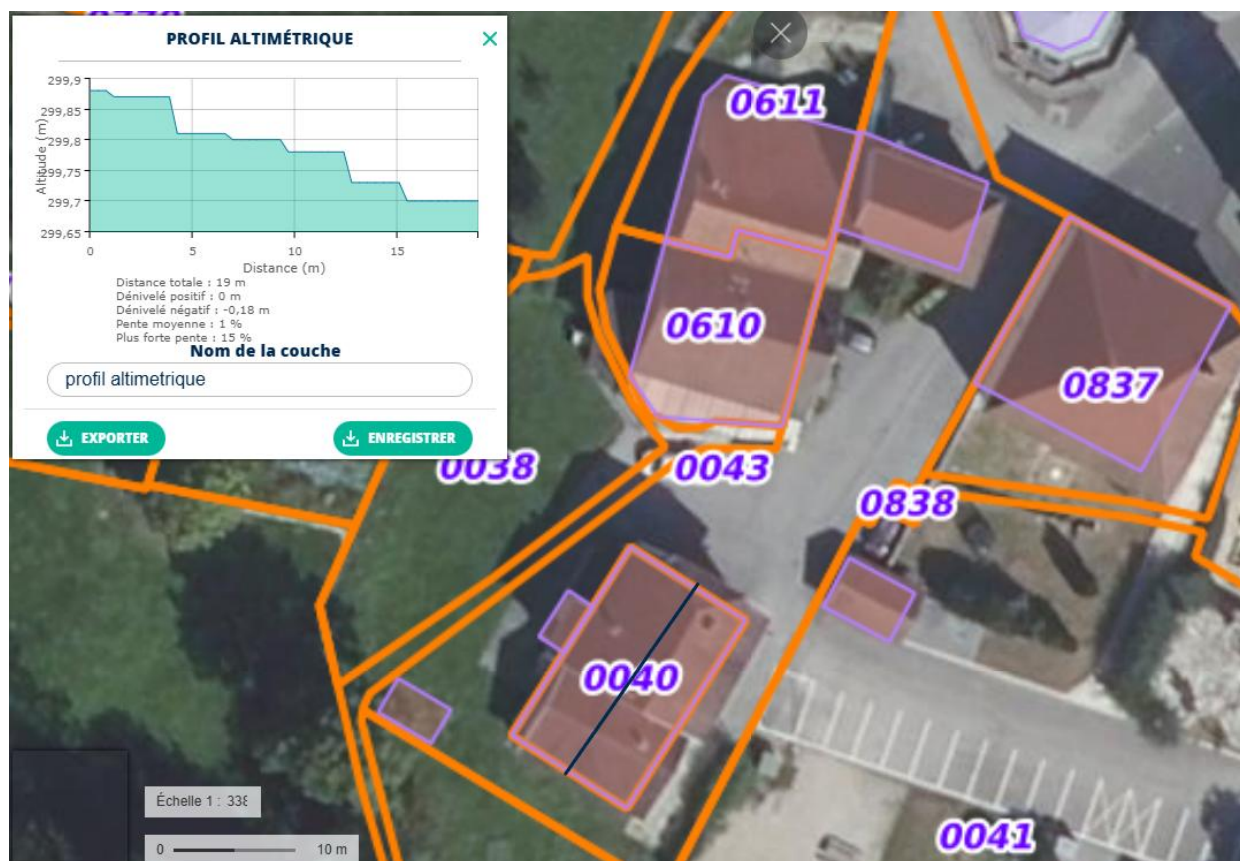 PROFIL ALTIMÉTRIQUE
299,9
299,85
299,8
299,75
299,7
299,65
Altitude (m)
0 5 10 15
Distance (m)
Distance totale : 19 m
Dénivelé positif : 0 m
Dénivelé négatif : -0,18 m
Pente moyenne : 1 %
Plus forte pente : 15 %
Nom de la couche
profil altimetrique
EXPORTER
ENREGISTRER
0611
0610
0837
0038
0043
0838
0040
0041
Échelle 1 : 338
0 10 m